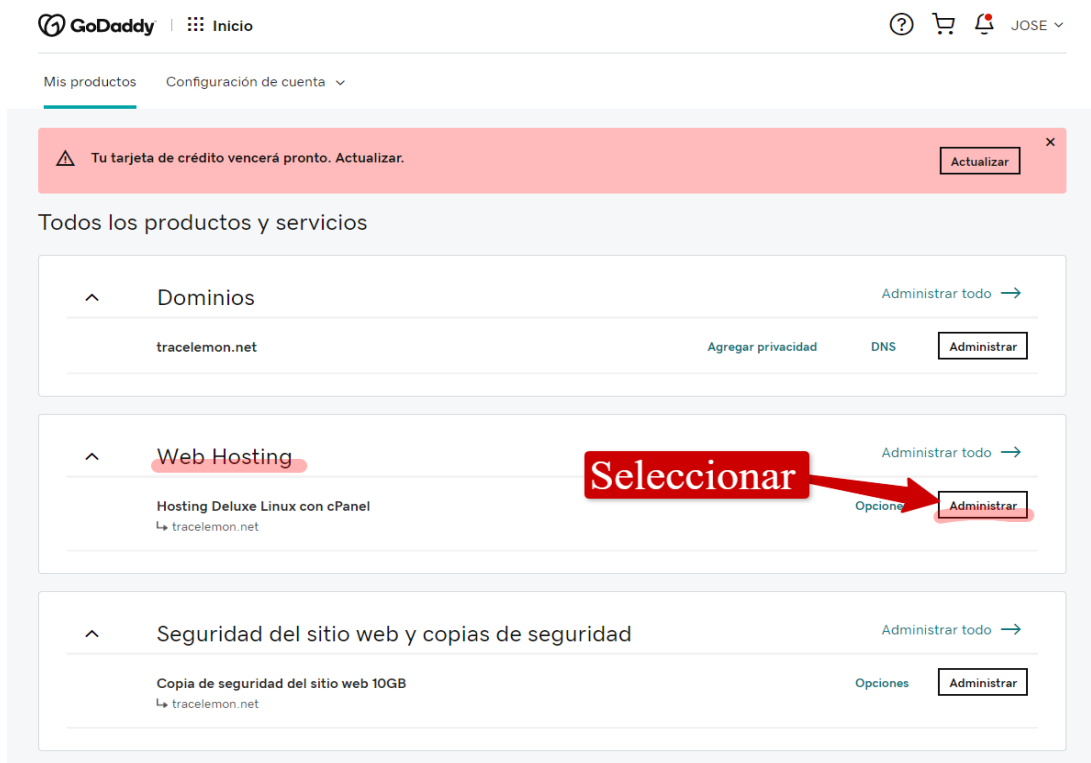 GoDaddy Inicio JOSE
Mis productos Configuración de cuenta
Tu tarjeta de crédito vencerá pronto. Actualizar. Actualizar
Todos los productos y servicios
Dominios Administrar todo
tracelemon.net Agregar privacidad DNS Administrar
Web Hosting Administrar todo
Seleccionar
Hosting Deluxe Linux con cPanel Administrar
tracelemon.net
Seguridad del sitio web y copias de seguridad Administrar todo
Copia de seguridad del sitio web 10GB Opciones Administrar
tracelemon.net